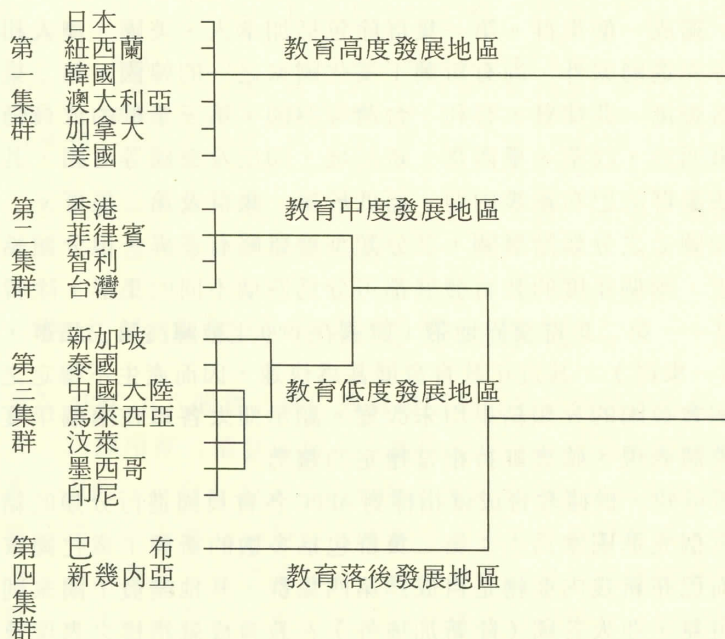 第一集群
日本
紐西蘭
韓國
澳大利亞
加拿大
美國
教育高度發展地區
第二集群
香港
菲律賓
智利
台灣
教育中度發展地區
第三集群
新加坡
泰國
中國大陸
馬來西亞
汶萊
墨西哥
印尼
教育低度發展地區
第四集群
巴布
新幾內亞
教育落後發展地區